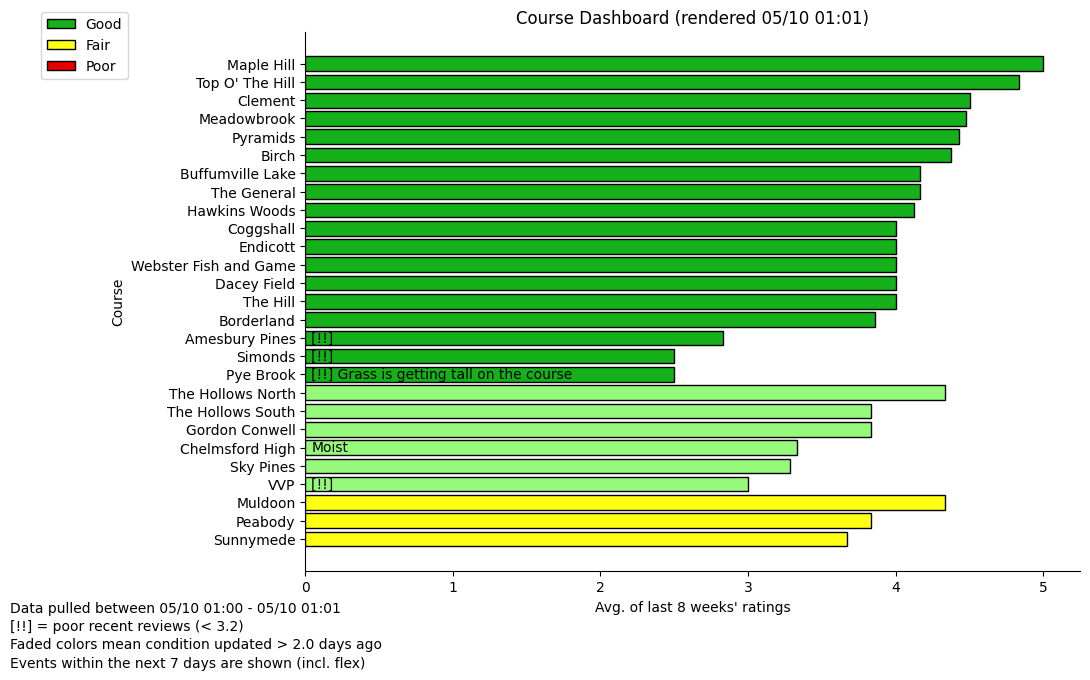 Good
Fair
Poor
Course Dashboard (rendered 05/10 01:01)
Maple Hill
Top O' The Hill
Clement
Meadowbrook
Pyramids
Birch
Buffumville Lake
The General
Hawkins Woods
Coggshall
Endicott
Webster Fish and Game
Dacey Field
The Hill
Borderland
Amesbury Pines [!!]
Simonds [!!]
Pye Brook [!!] Grass is getting tall on the course
The Hollows North
The Hollows South
Gordon Conwell
Chelmsford High Moist
Sky Pines
VVP [!!]
Muldoon
Peabody
Sunnymede
Course
0 1 2 3 4 5
Avg. of last 8 weeks' ratings
Data pulled between 05/10 01:00 - 05/10 01:01
[!!] = poor recent reviews (< 3.2)
Faded colors mean condition updated > 2.0 days ago
Events within the next 7 days are shown (incl. flex)